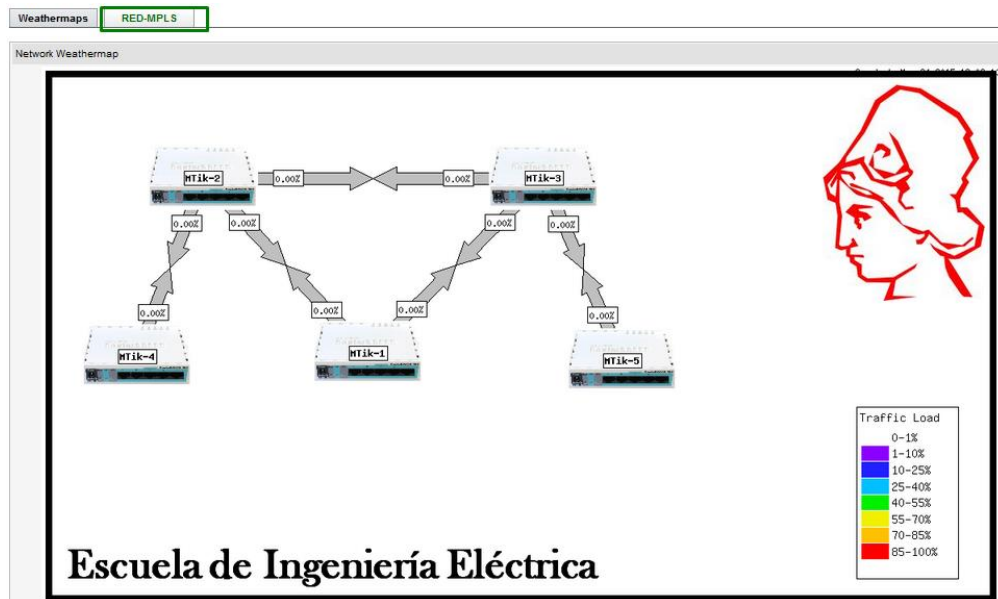 Weathermaps RED-MPLS
Network Weathermap
MTik-2 0.00% 0.00% MTik-3
0.00% 0.00% 0.00% 0.00%
0.00% 0.00% 0.00% 0.00%
MTik-4 MTik-1 MTik-5
Traffic Load
0-1%
1-10%
10-25%
25-40%
40-55%
55-70%
70-85%
85-100%
Escuela de Ingeniería Eléctrica